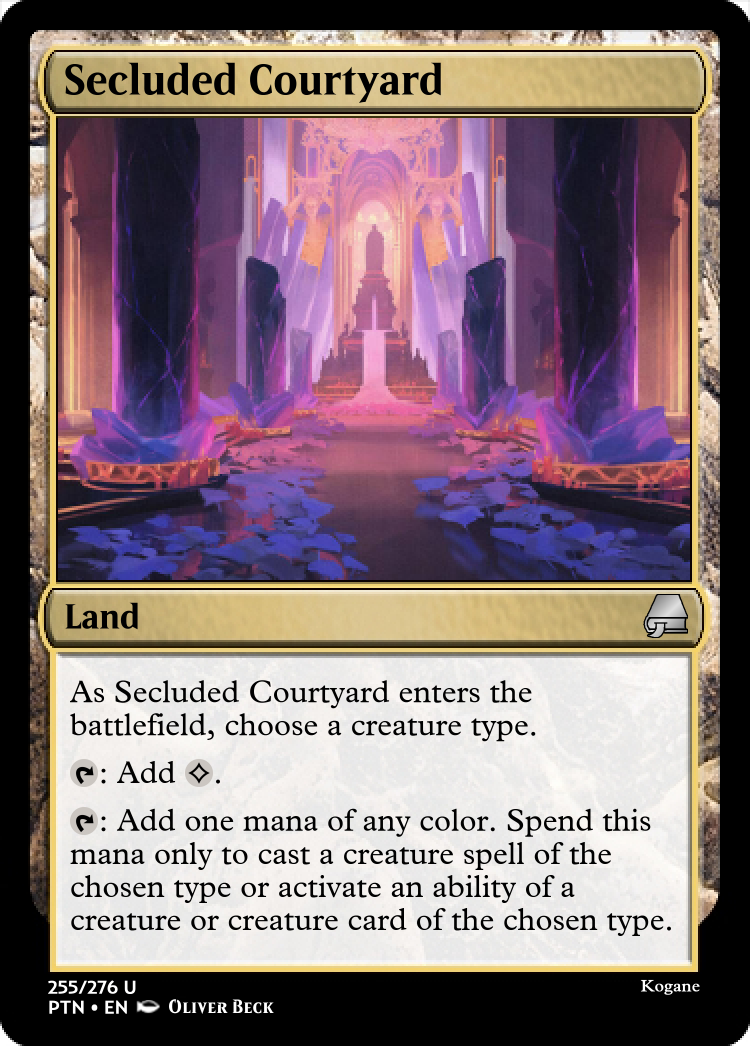 Secluded Courtyard
Land
As Secluded Courtyard enters the
battlefield, choose a creature type.
: Add .
: Add one mana of any color. Spend this
mana only to cast a creature spell of the
chosen type or activate an ability of a
creature or creature card of the chosen type.
255/276 U
Kogane
PTN • EN OLIVER BECK